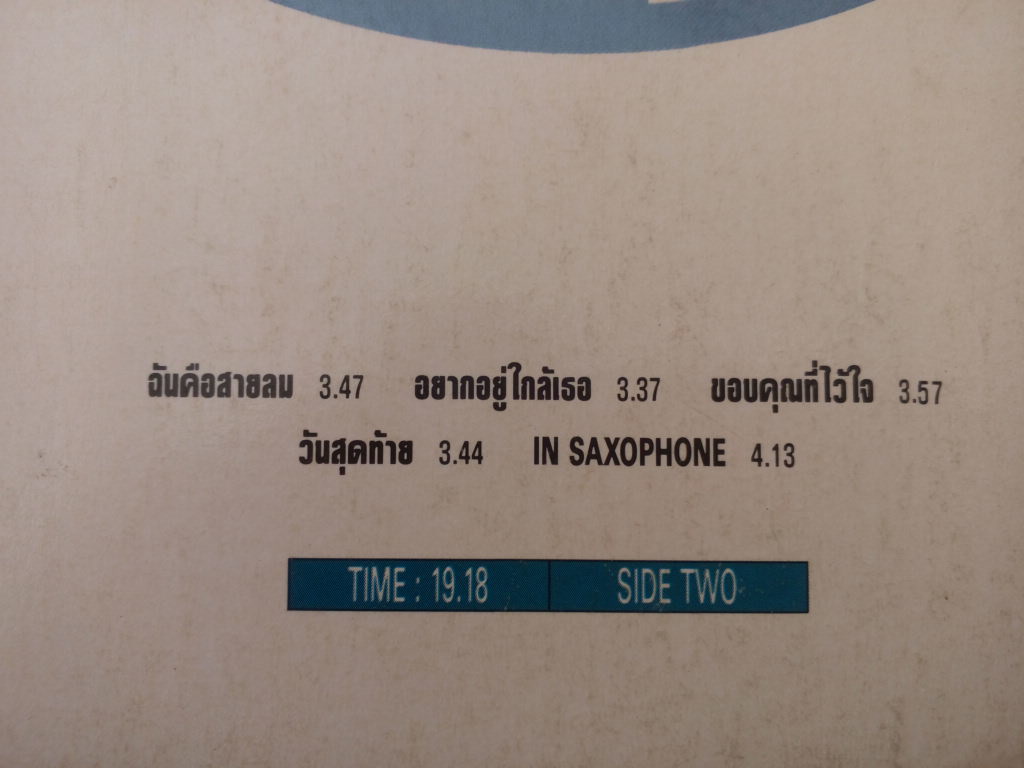 ฉันคือสายลม 3.47 อยากอยู่ใกล้เธอ 3.37 ขอบคุณที่ไว้ใจ 3.57
วันสุดท้าย 3.44 IN SAXOPHONE 4.13
TIME : 19.18 SIDE TWO